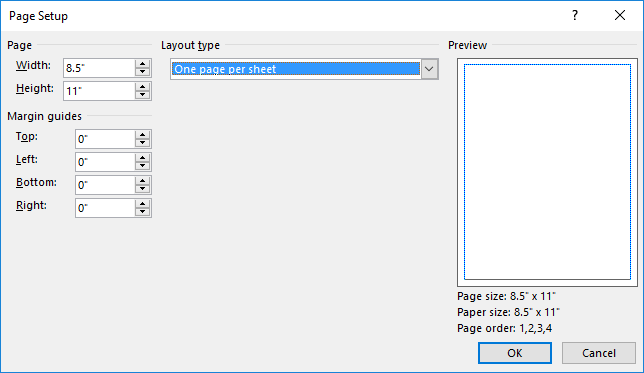 Page Setup
?
Page
Width: 8.5"
Height: 11"
Margin guides
Top: 0"
Left: 0"
Bottom: 0"
Right: 0"
Layout type
One page per sheet
Preview
Page size: 8.5" x 11"
Paper size: 8.5" x 11"
Page order: 1,2,3,4
OK Cancel